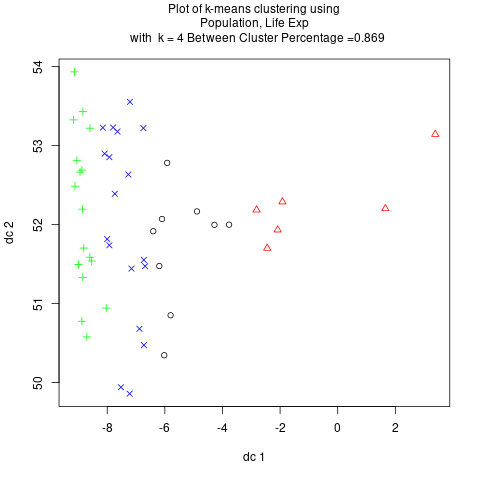 Plot of k-means clustering using
Population, Life Exp
with k = 4 Between Cluster Percentage =0.869
54
53
52
51
50
dc 2
-8 -6 -4 -2 0 2
dc 1